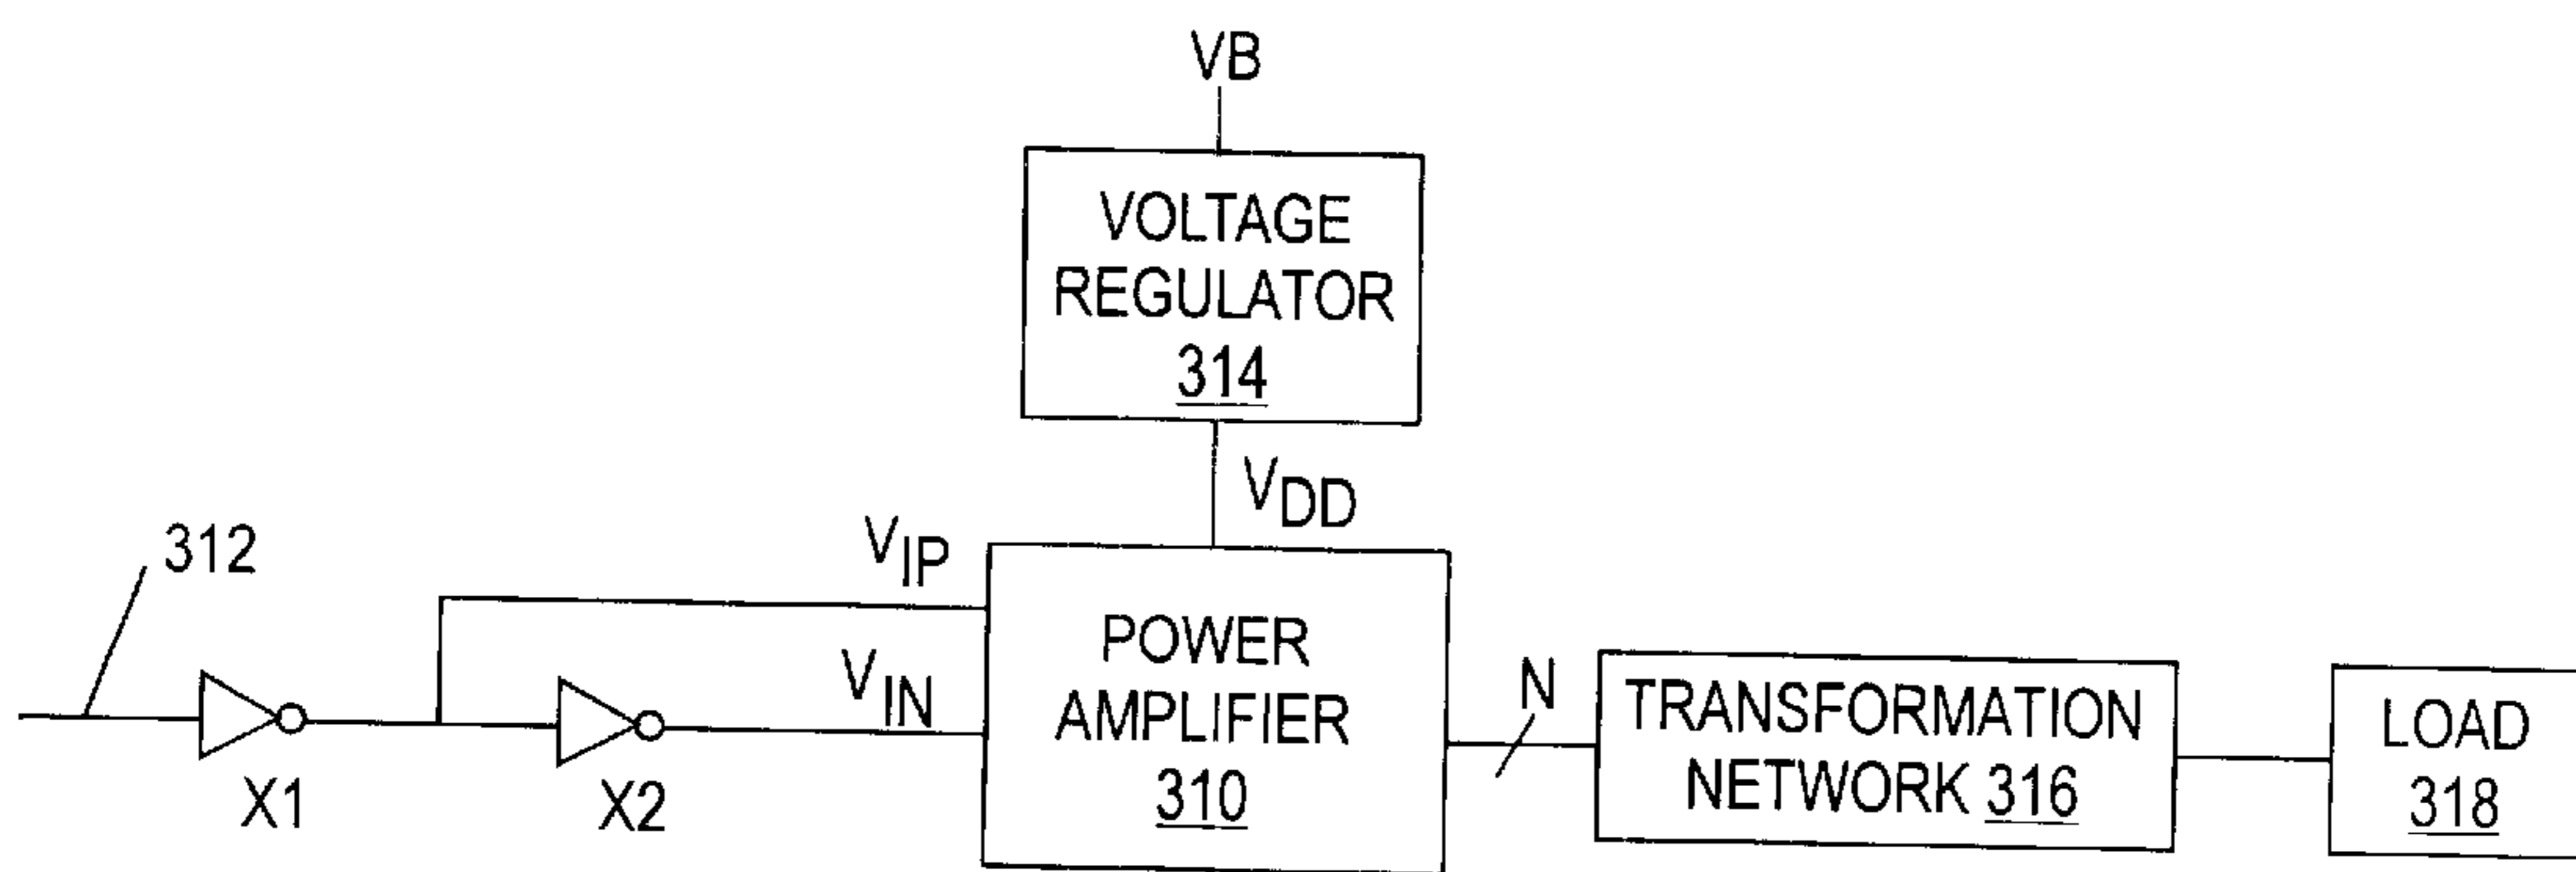 VB
VOLTAGE
REGULATOR
314
VDD
312
VIP
VIN
X1
X2
POWER
AMPLIFIER
310
N
TRANSFORMATION
NETWORK 316
LOAD
318